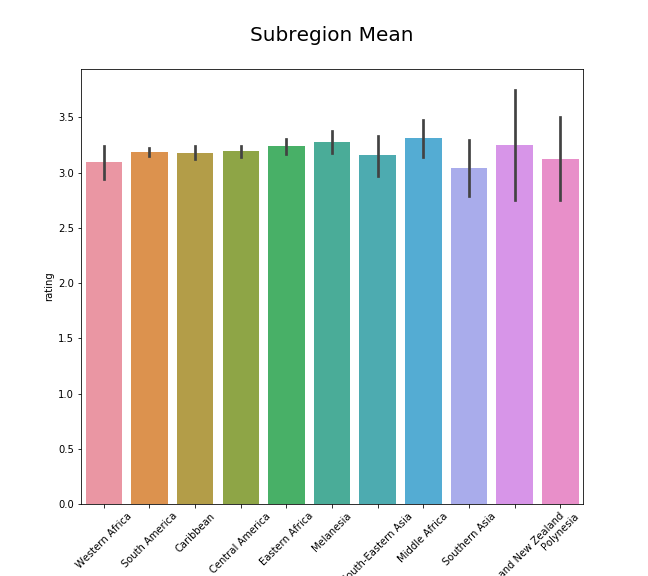 Subregion Mean
3.5
3.0
2.5
2.0
1.5
1.0
0.5
0.0
rating
Western Africa
South America
Caribbean
Central America
Eastern Africa
Melanesia
outh-Eastern Asia
Middle Africa
Southern Asia
and New Zealand
Polynesia